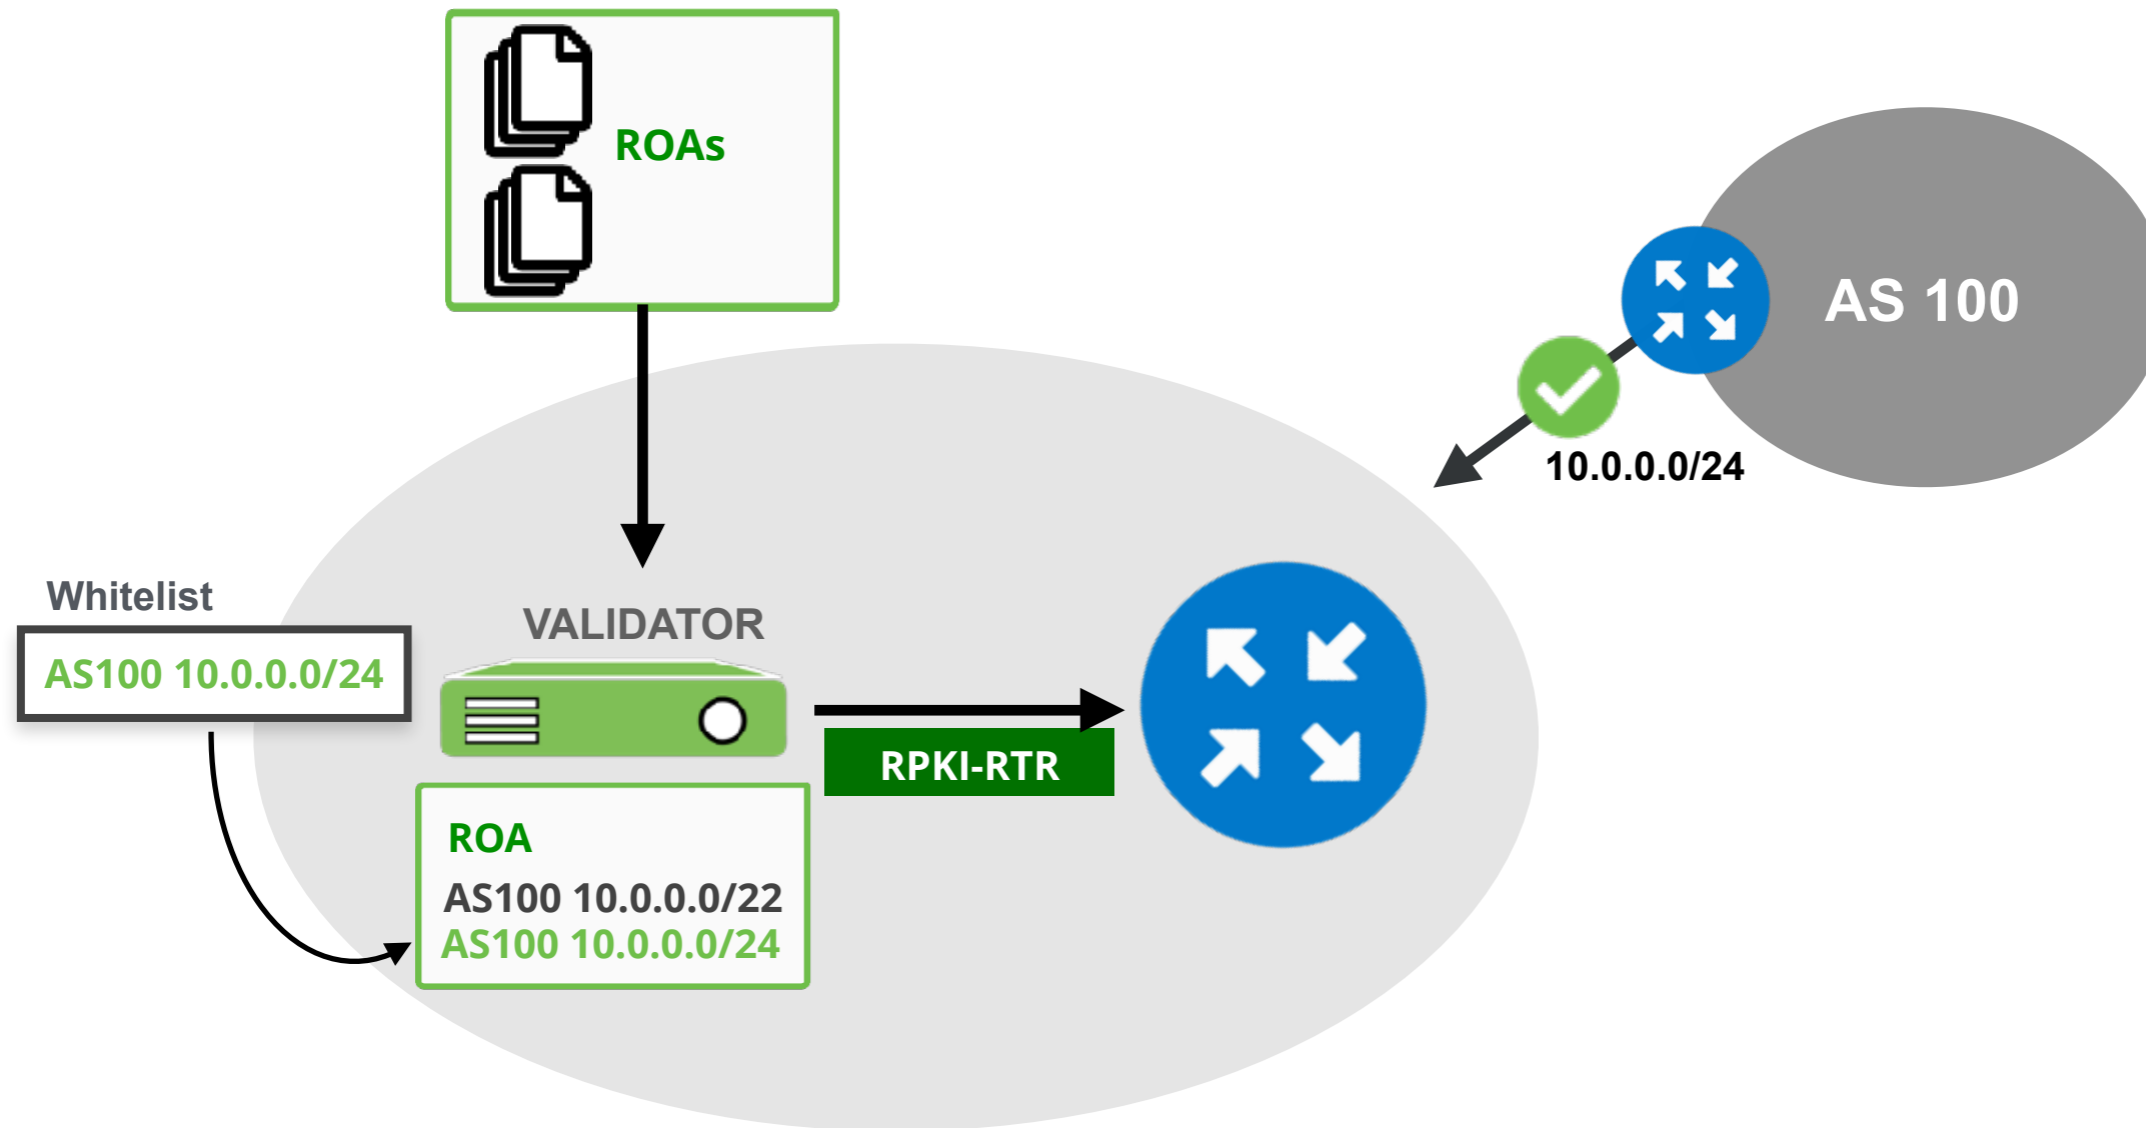 ROAs
AS 100
10.0.0.0/24
Whitelist
AS100 10.0.0.0/24
VALIDATOR
RPKI-RTR
ROA
AS100 10.0.0.0/22
AS100 10.0.0.0/24